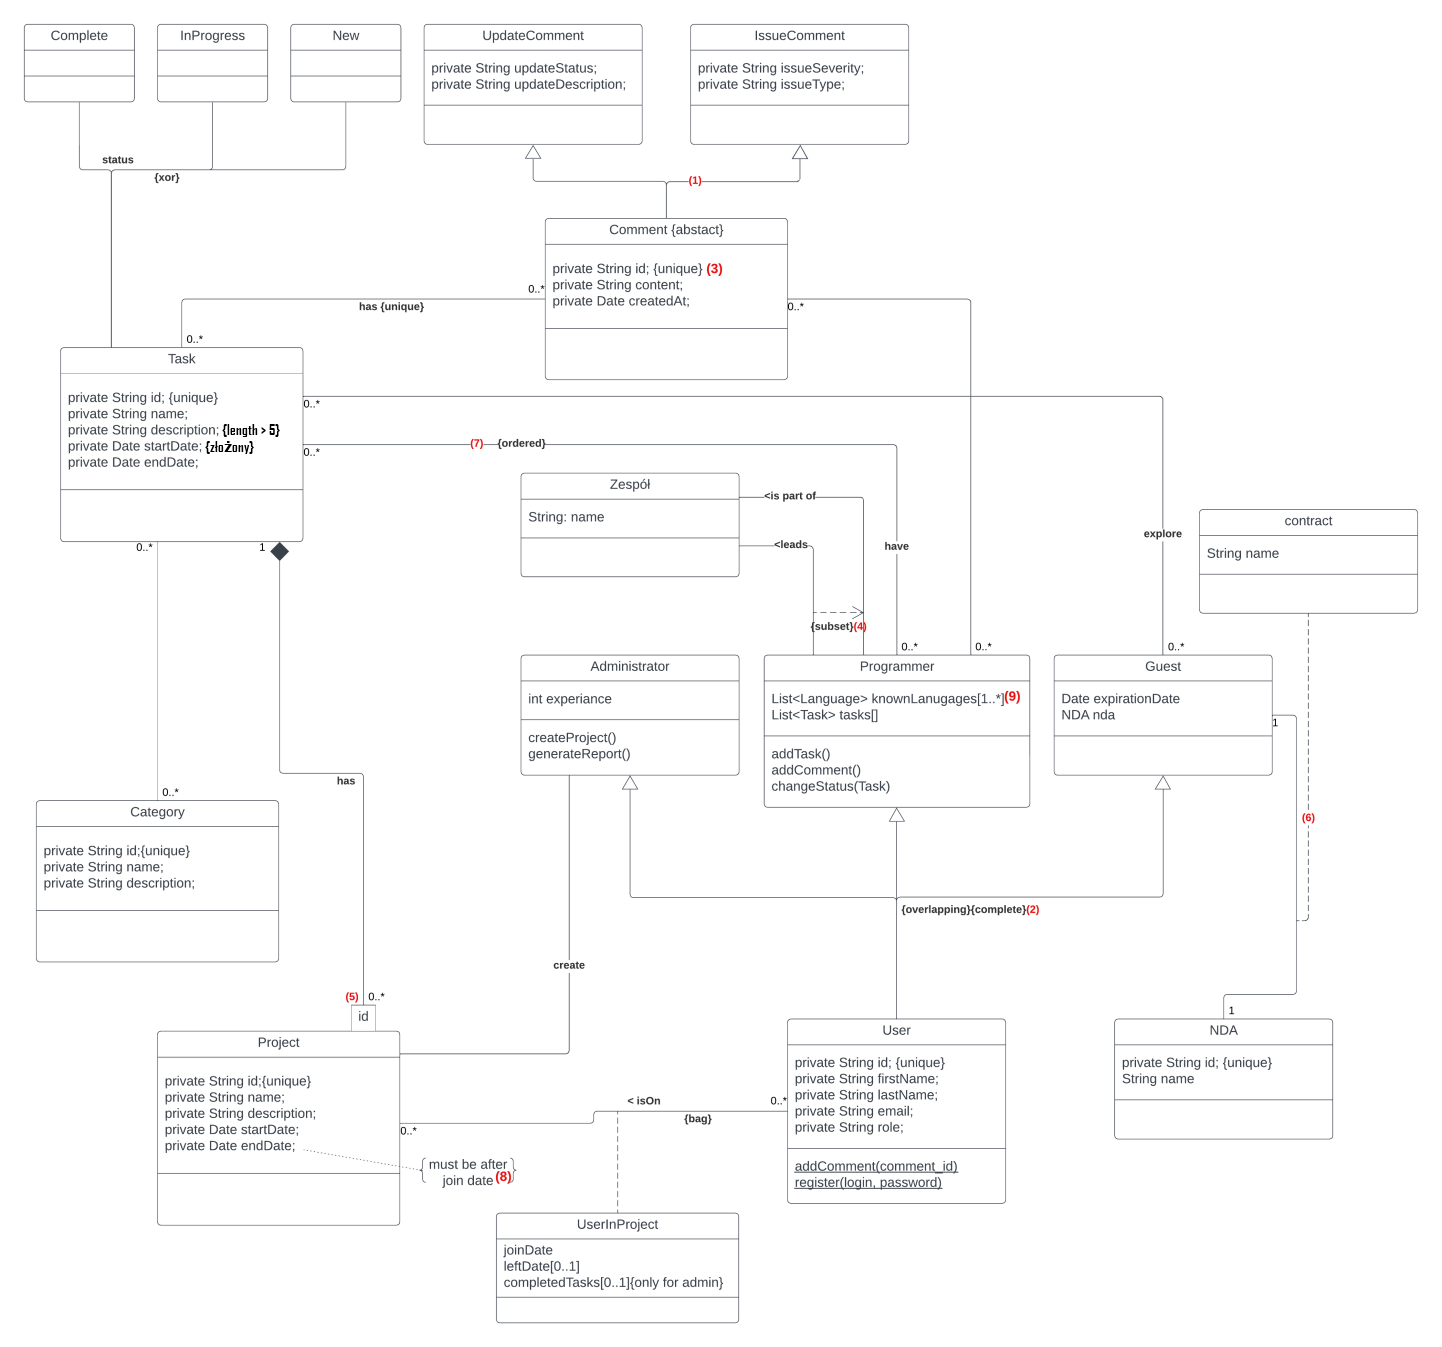 Complete
InProgress
New
UpdateComment
private String updateStatus;
private String updateDescription;
IssueComment
private String issueSeverity;
private String issueType;
status
{xor}
(1)
Comment {abstact}
private String id; {unique} (3)
private String content;
private Date createdAt;
0..*
has {unique}
0..*
0..*
Task
private String id; {unique}
private String name;
private String description; {length > 5}
private Date startDate; {złożony}
private Date endDate;
0..*
(7)
{ordered}
0..*
Zespół
String: name
<is part of
<leads
have
explore
contract
String name
0..*
1
{subset}(4)
0..*
0..*
0..*
Administrator
int experiance
createProject()
generateReport()
Programmer
List<Language> knownLanugages[1..*](9)
List<Task> tasks[]
addTask()
addComment()
changeStatus(Task)
Guest
Date expirationDate
NDA nda
1
has
0..*
Category
private String id;{unique}
private String name;
private String description;
(6)
{overlapping}{complete}(2)
create
(5)
0..*
id
Project
private String id;{unique}
private String name;
private String description;
private Date startDate;
private Date endDate;
User
private String id; {unique}
private String firstName;
private String lastName;
private String email;
private String role;
addComment(comment_id)
register(login, password)
1
NDA
private String id; {unique}
String name
< isOn
0..*
{bag}
0..*
{must be after
join date(8)}
UserInProject
joinDate
leftDate[0..1]
completedTasks[0..1]{only for admin}